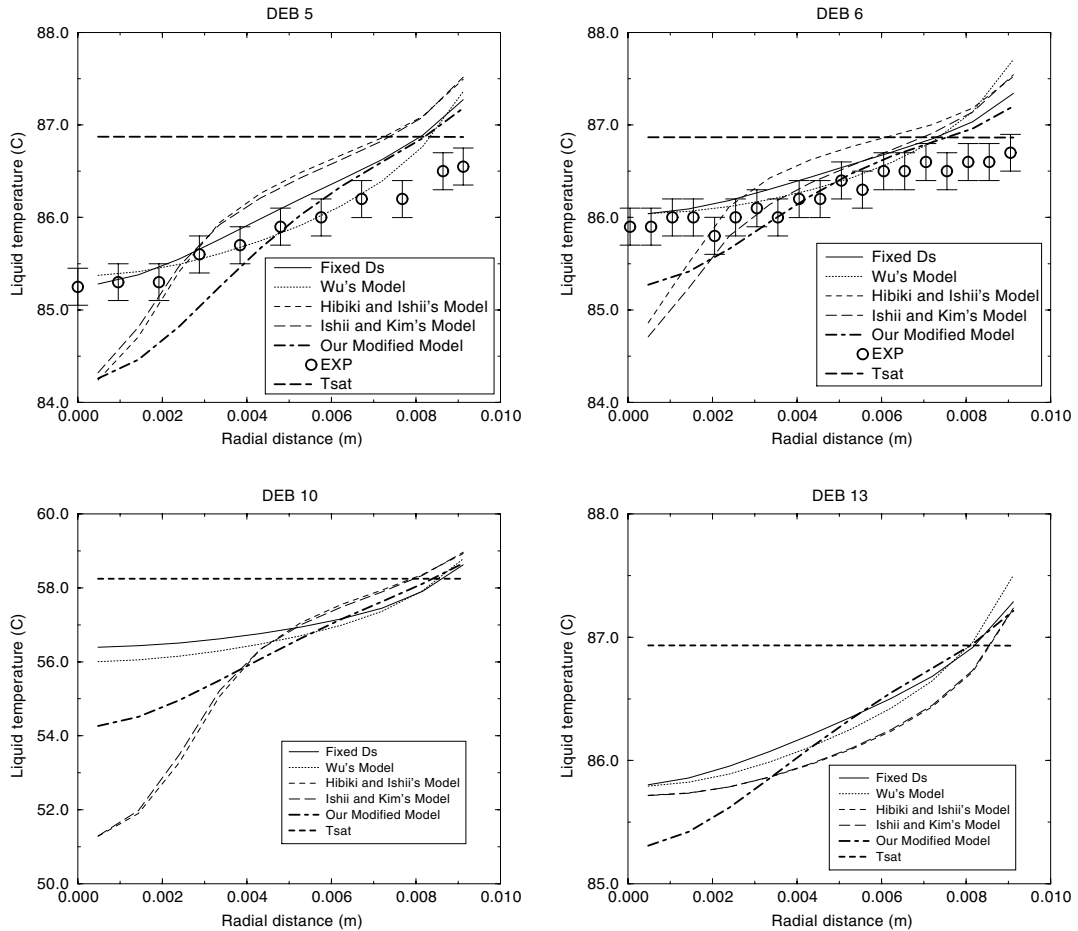 DEB 5
88.0
87.0
86.0
85.0
84.0
Liquid temperature (C)
0.000
0.002
0.004
0.006
0.008
0.010
Radial distance (m)
Fixed Ds
Wu's Model
Hibiki and Ishii's Model
Ishii and Kim's Model
Our Modified Model
EXP
Tsat
DEB 6
88.0
87.0
86.0
85.0
84.0
Liquid temperature (C)
0.000
0.002
0.004
0.006
0.008
0.010
Radial distance (m)
Fixed Ds
Wu's Model
Hibiki and Ishii's Model
Ishii and Kim's Model
Our Modified Model
EXP
Tsat
DEB 10
60.0
58.0
56.0
54.0
52.0
50.0
Liquid temperature (C)
0.000
0.002
0.004
0.006
0.008
0.010
Radial distance (m)
Fixed Ds
Wu's Model
Hibiki and Ishii's Model
Ishii and Kim's Model
Our Modified Model
Tsat
DEB 13
88.0
87.0
86.0
85.0
Liquid temperature (C)
0.000
0.002
0.004
0.006
0.008
0.010
Radial distance (m)
Fixed Ds
Wu's Model
Hibiki and Ishii's Model
Ishii and Kim's Model
Our Modified Model
Tsat